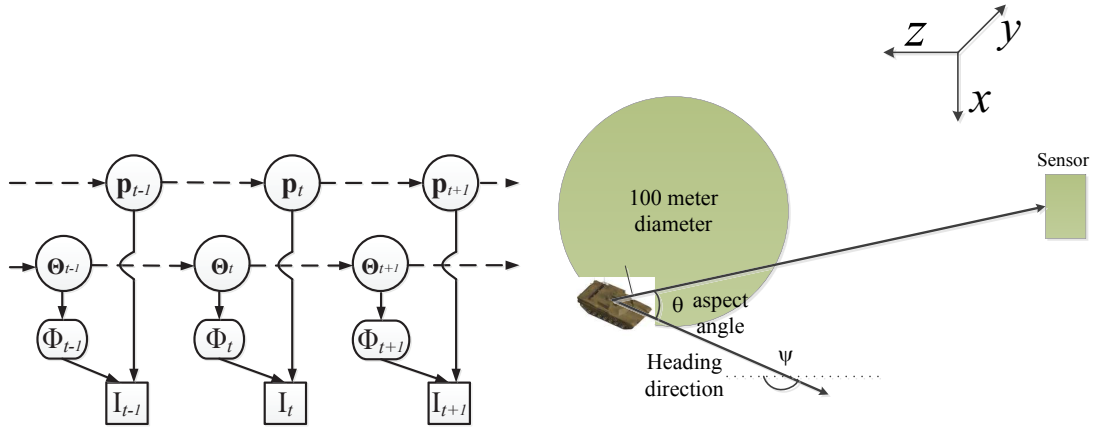 p_{t-1} p_t p_{t+1}
Θ_{t-1} Θ_t Θ_{t+1}
Φ_{t-1} Φ_t Φ_{t+1}
I_{t-1} I_t I_{t+1}
z
y
x
Sensor
100 meter
diameter
θ aspect
angle
Heading
direction
ψ